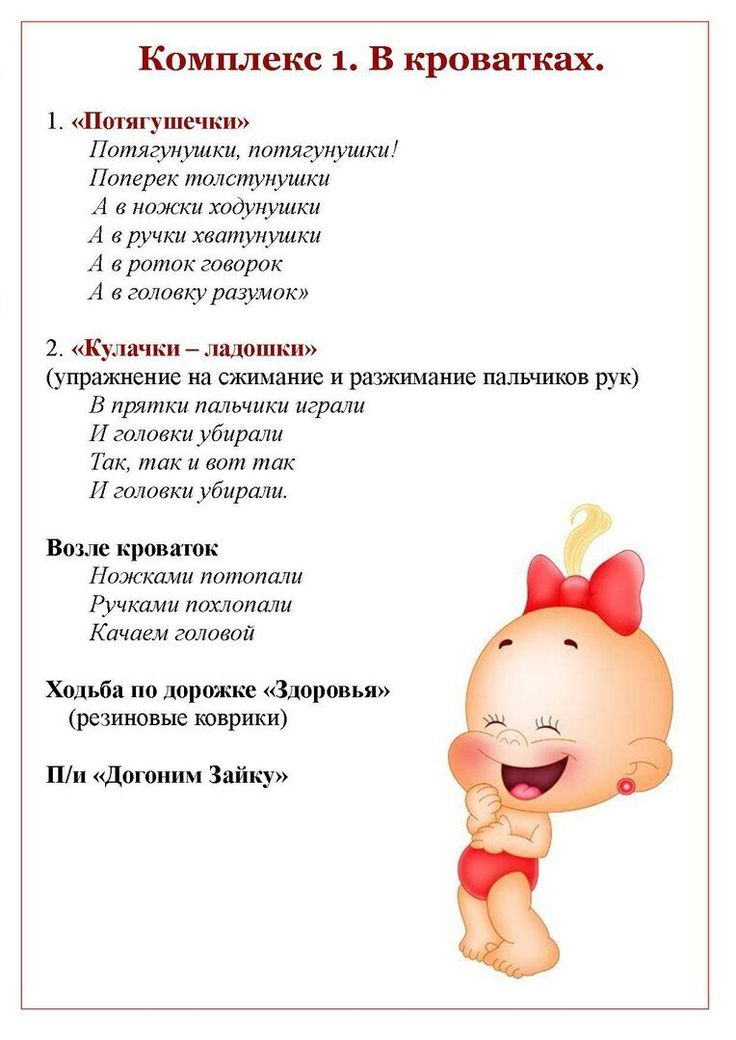 Комплекс 1. В кроватках.
1. «Потягушечки»
Потягунушки, потягунушки!
Поперек толстунушки
А в ножки ходунушки
А в ручки хватунушки
А в роток говорок
А в головку разумок»
2. «Кулачки – ладошки»
(упражнение на сжимание и разжимание пальчиков рук)
В прятки пальчики играли
И головки убирали
Так, так и вот так
И головки убирали.
Возле кроваток
Ножками потопали
Ручками похлопали
Качаем головой
Ходьба по дорожке «Здоровья»
(резиновые коврики)
П/и «Догоним Зайку»